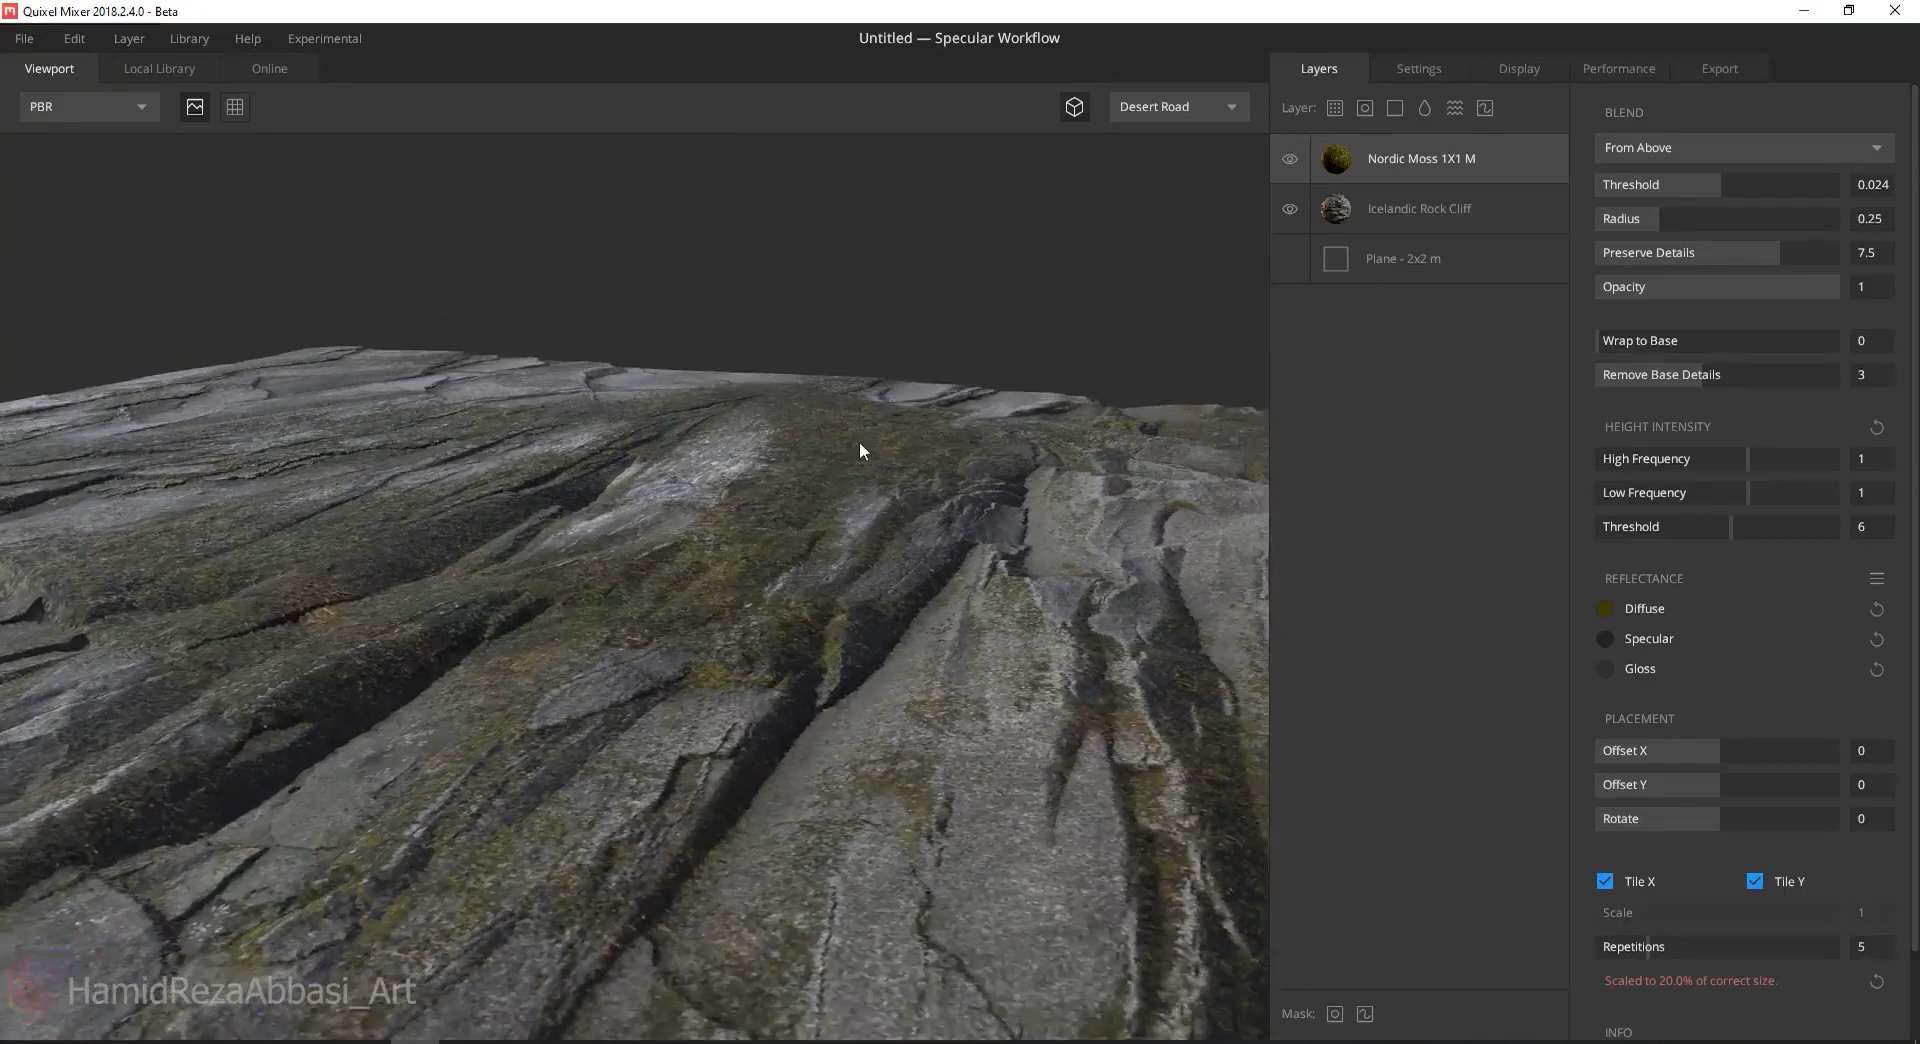 Quixel Mixer 2018.2.4.0 - Beta
File Edit Layer Library Help Experimental
Untitled — Specular Workflow
Viewport Local Library Online
Layers Settings Display Performance Export
PBR
Desert Road
Layer:
Nordic Moss 1X1 M
Icelandic Rock Cliff
Plane - 2x2 m
Mask:
BLEND
From Above
Threshold 0.024
Radius 0.25
Preserve Details 7.5
Opacity 1
Wrap to Base 0
Remove Base Details 3
HEIGHT INTENSITY
High Frequency 1
Low Frequency 1
Threshold 6
REFLECTANCE
Diffuse
Specular
Gloss
PLACEMENT
Offset X 0
Offset Y 0
Rotate 0
Tile X Tile Y
Scale 1
Repetitions 5
Scaled to 20.0% of correct size.
INFO
HamidRezaAbbasi_Art